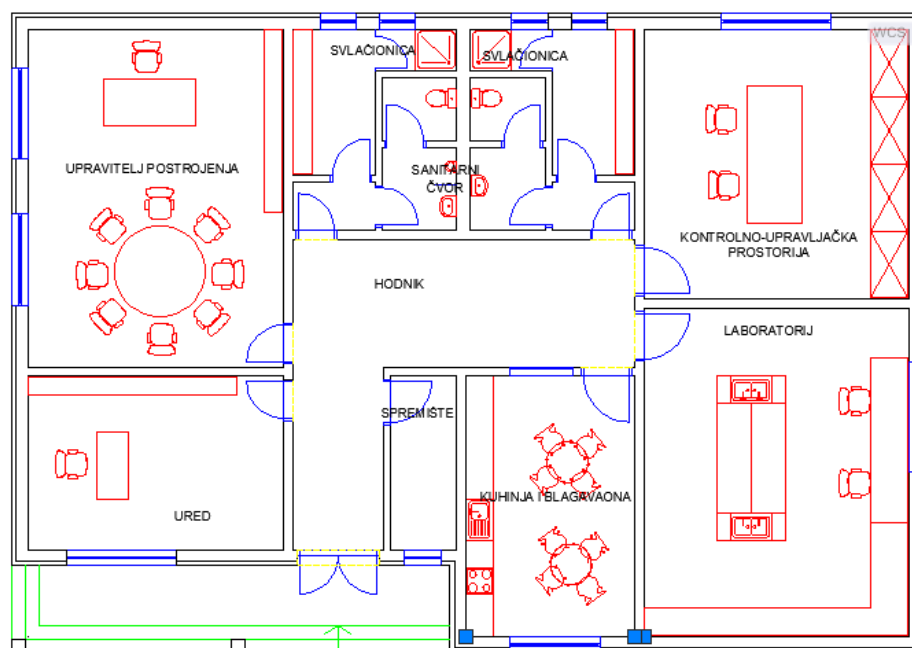 SVLAČIONICA
SVLAČIONICA
WCS
UPRAVITELJ POSTROJENJA
SANITARNI
ČVOR
KONTROLNO-UPRAVLJAČKA
PROSTORIJA
HODNIK
LABORATORIJ
SPREMIŠTE
KUHINJA I BLAGAVAONA
URED